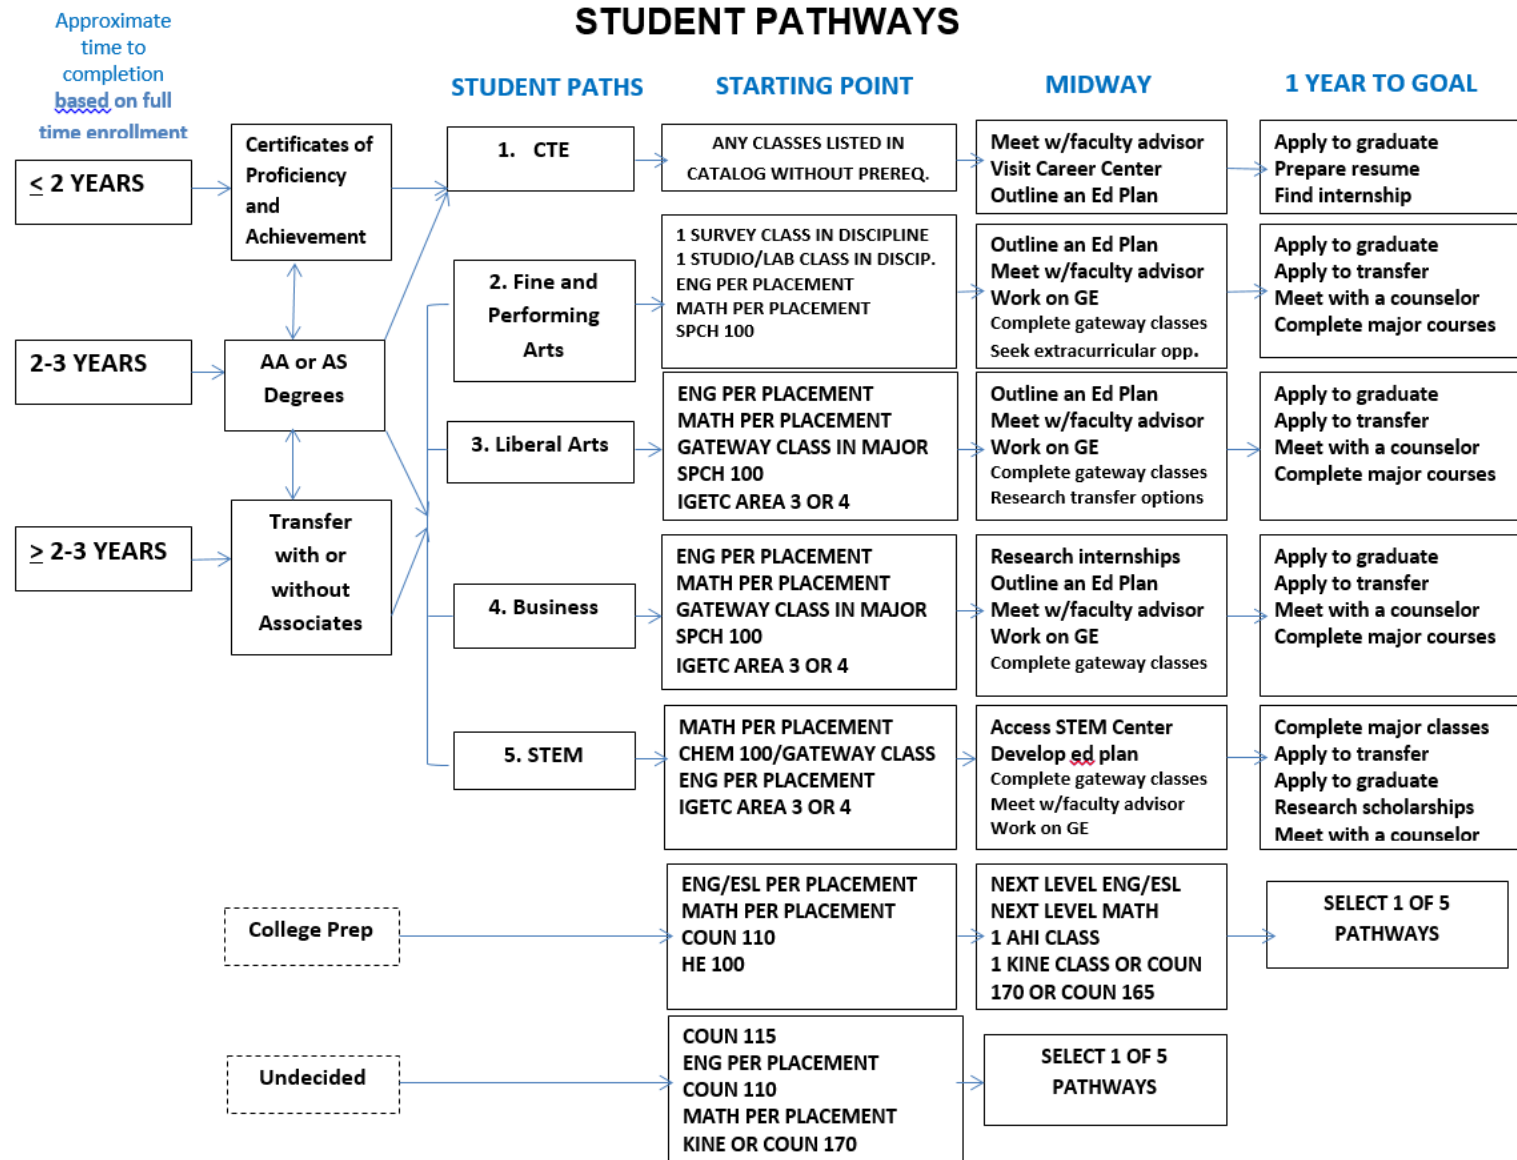 STUDENT PATHWAYS
Approximate
time to
completion
based on full
time enrollment
STUDENT PATHS
STARTING POINT
MIDWAY
1 YEAR TO GOAL
< 2 YEARS
Certificates of
Proficiency
and
Achievement
1. CTE
ANY CLASSES LISTED IN
CATALOG WITHOUT PREREQ.
Meet w/faculty advisor
Visit Career Center
Outline an Ed Plan
Apply to graduate
Prepare resume
Find internship
2. Fine and
Performing
Arts
1 SURVEY CLASS IN DISCIPLINE
1 STUDIO/LAB CLASS IN DISCIP.
ENG PER PLACEMENT
MATH PER PLACEMENT
SPCH 100
Outline an Ed Plan
Meet w/faculty advisor
Work on GE
Complete gateway classes
Seek extracurricular opp.
Apply to graduate
Apply to transfer
Meet with a counselor
Complete major courses
2-3 YEARS
AA or AS
Degrees
3. Liberal Arts
ENG PER PLACEMENT
MATH PER PLACEMENT
GATEWAY CLASS IN MAJOR
SPCH 100
IGETC AREA 3 OR 4
Outline an Ed Plan
Meet w/faculty advisor
Work on GE
Complete gateway classes
Research transfer options
Apply to graduate
Apply to transfer
Meet with a counselor
Complete major courses
> 2-3 YEARS
Transfer
with or
without
Associates
4. Business
ENG PER PLACEMENT
MATH PER PLACEMENT
GATEWAY CLASS IN MAJOR
SPCH 100
IGETC AREA 3 OR 4
Research internships
Outline an Ed Plan
Meet w/faculty advisor
Work on GE
Complete gateway classes
Apply to graduate
Apply to transfer
Meet with a counselor
Complete major courses
5. STEM
MATH PER PLACEMENT
CHEM 100/GATEWAY CLASS
ENG PER PLACEMENT
IGETC AREA 3 OR 4
Access STEM Center
Develop ed plan
Complete gateway classes
Meet w/faculty advisor
Work on GE
Complete major classes
Apply to transfer
Apply to graduate
Research scholarships
Meet with a counselor
College Prep
ENG/ESL PER PLACEMENT
MATH PER PLACEMENT
COUN 110
HE 100
NEXT LEVEL ENG/ESL
NEXT LEVEL MATH
1 AHI CLASS
1 KINE CLASS OR COUN
170 OR COUN 165
SELECT 1 OF 5
PATHWAYS
Undecided
COUN 115
ENG PER PLACEMENT
COUN 110
MATH PER PLACEMENT
KINE OR COUN 170
SELECT 1 OF 5
PATHWAYS